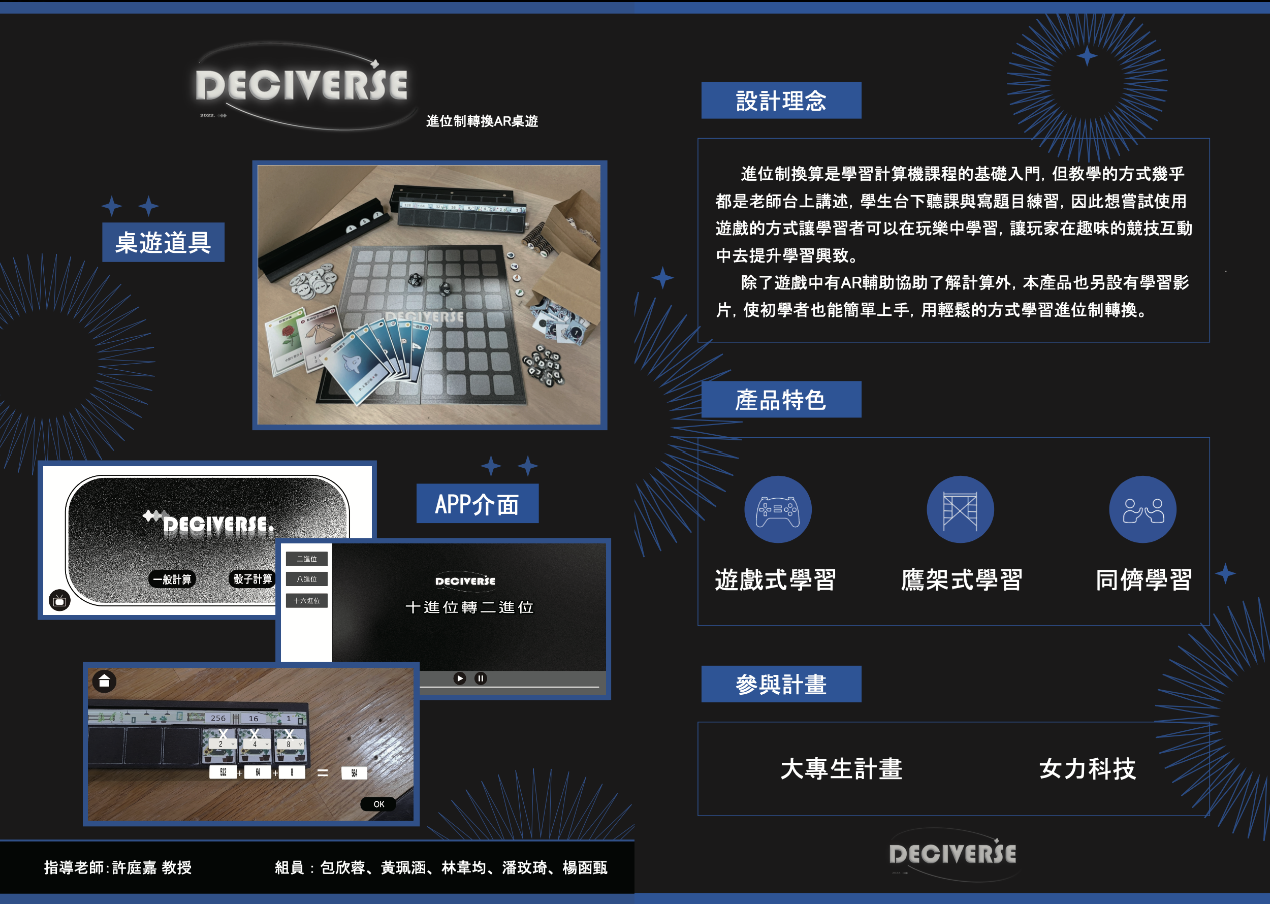 DECIVERSE
2022.
進位制轉換AR桌遊
桌遊道具
DECIVERSE
APP介面
DECIVERSE.
一般計算
骰子計算
二進位
八進位
十六進位
DECIVERSE
十進位轉二進位
256 16 1
X X X
2 4 8
512 + 64 + 8 = 584
OK
指導老師:許庭嘉 教授
組員：包欣蓉、黃珮涵、林韋均、潘玟琦、楊函甄
設計理念
進位制換算是學習計算機課程的基礎入門, 但教學的方式幾乎
都是老師台上講述, 學生台下聽課與寫題目練習, 因此想嘗試使用
遊戲的方式讓學習者可以在玩樂中學習, 讓玩家在趣味的競技互動
中去提升學習興致。
除了遊戲中有AR輔助協助了解計算外, 本產品也另設有學習影
片, 使初學者也能簡單上手, 用輕鬆的方式學習進位制轉換。
產品特色
遊戲式學習
鷹架式學習
同儕學習
參與計畫
大專生計畫
女力科技
DECIVERSE